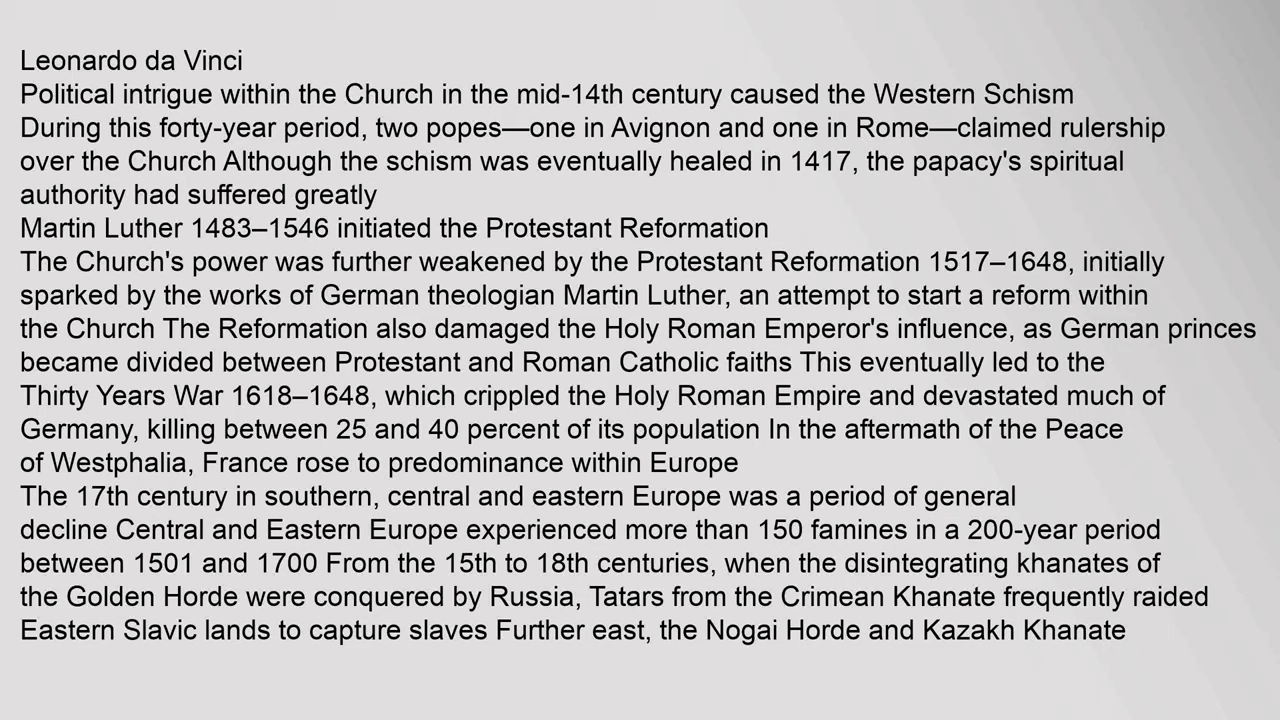 Leonardo da Vinci
Political intrigue within the Church in the mid-14th century caused the Western Schism
During this forty-year period, two popes—one in Avignon and one in Rome—claimed rulership
over the Church Although the schism was eventually healed in 1417, the papacy's spiritual
authority had suffered greatly
Martin Luther 1483–1546 initiated the Protestant Reformation
The Church's power was further weakened by the Protestant Reformation 1517–1648, initially
sparked by the works of German theologian Martin Luther, an attempt to start a reform within
the Church The Reformation also damaged the Holy Roman Emperor's influence, as German princes
became divided between Protestant and Roman Catholic faiths This eventually led to the
Thirty Years War 1618–1648, which crippled the Holy Roman Empire and devastated much of
Germany, killing between 25 and 40 percent of its population In the aftermath of the Peace
of Westphalia, France rose to predominance within Europe
The 17th century in southern, central and eastern Europe was a period of general
decline Central and Eastern Europe experienced more than 150 famines in a 200-year period
between 1501 and 1700 From the 15th to 18th centuries, when the disintegrating khanates of
the Golden Horde were conquered by Russia, Tatars from the Crimean Khanate frequently raided
Eastern Slavic lands to capture slaves Further east, the Nogai Horde and Kazakh Khanate